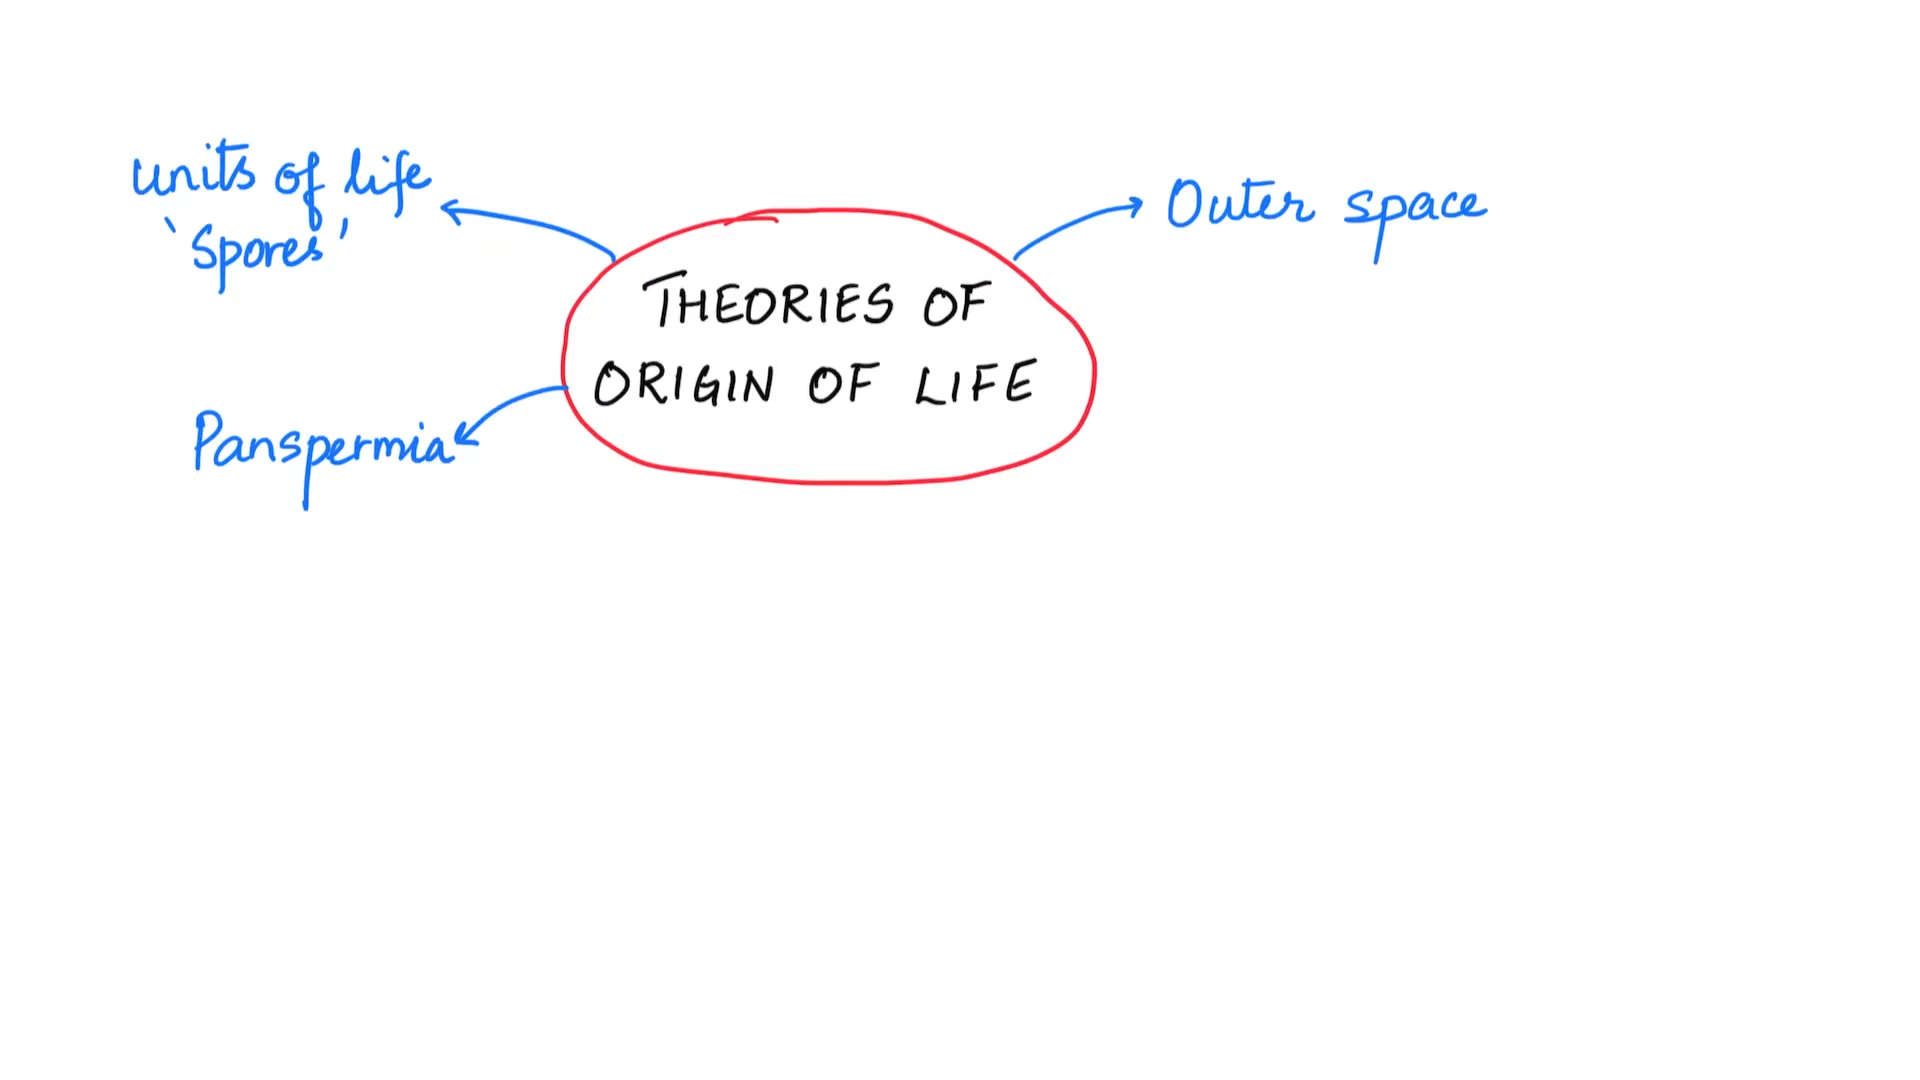 units of life
'Spores'
Outer space
THEORIES OF
ORIGIN OF LIFE
Panspermia